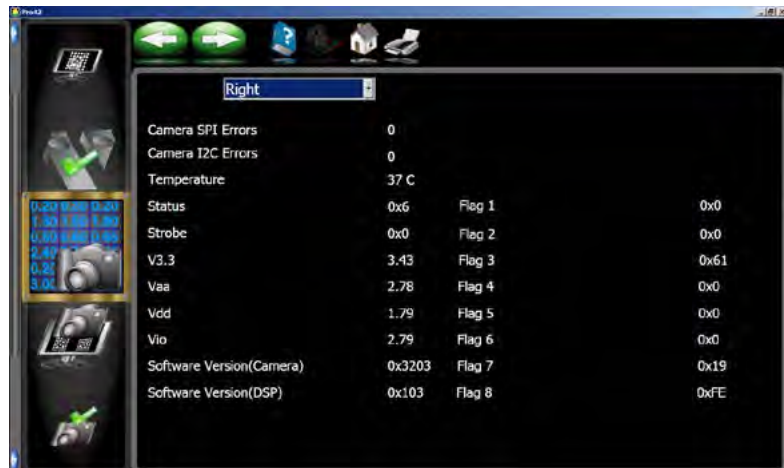 Pro42
Right
Camera SPI Errors 0
Camera I2C Errors 0
Temperature 37 C
Status 0x6 Flag 1 0x0
Strobe 0x0 Flag 2 0x0
V3.3 3.43 Flag 3 0x61
Vaa 2.78 Flag 4 0x0
Vdd 1.79 Flag 5 0x0
Vio 2.79 Flag 6 0x0
Software Version(Camera) 0x3203 Flag 7 0x19
Software Version(DSP) 0x103 Flag 8 0xFE